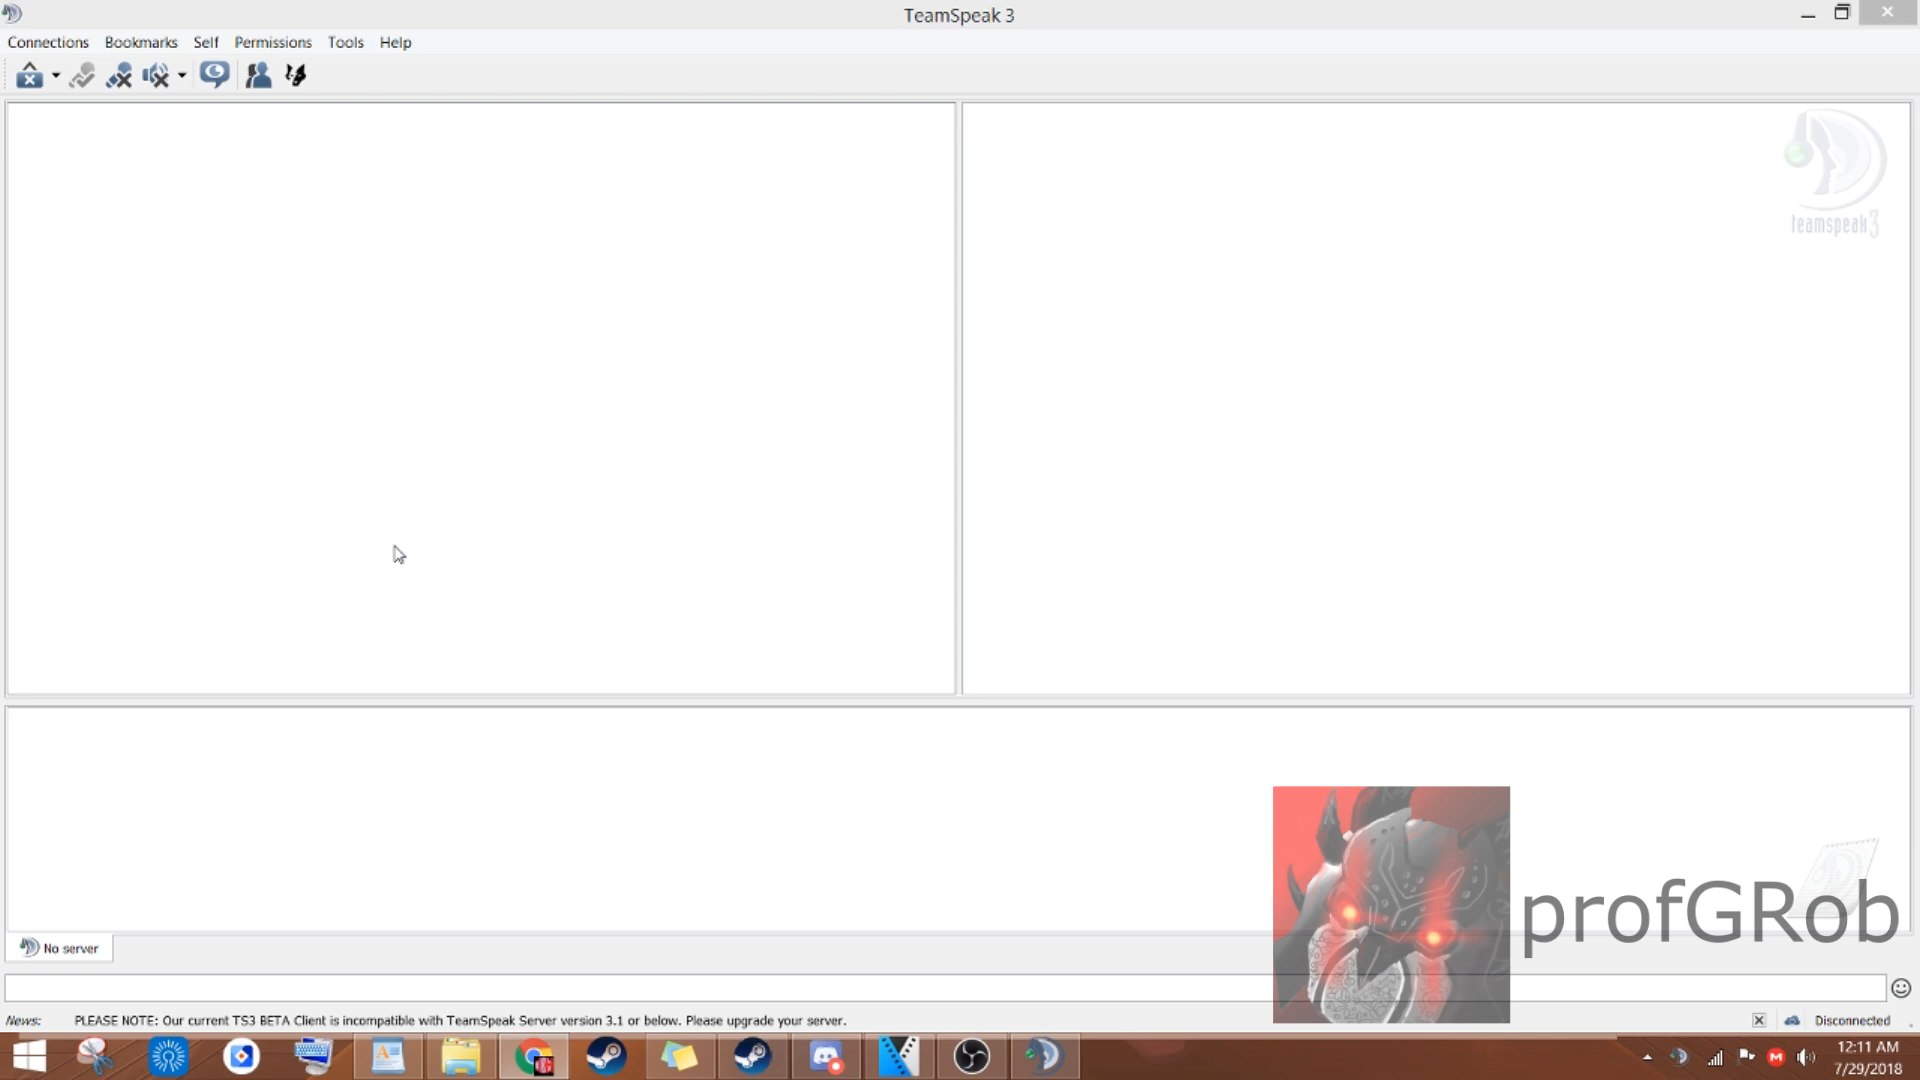 TeamSpeak 3
Connections Bookmarks Self Permissions Tools Help
teamspeak3
profGRob
No server
News: PLEASE NOTE: Our current TS3 BETA Client is incompatible with TeamSpeak Server version 3.1 or below. Please upgrade your server.
Disconnected
12:11 AM
7/29/2018